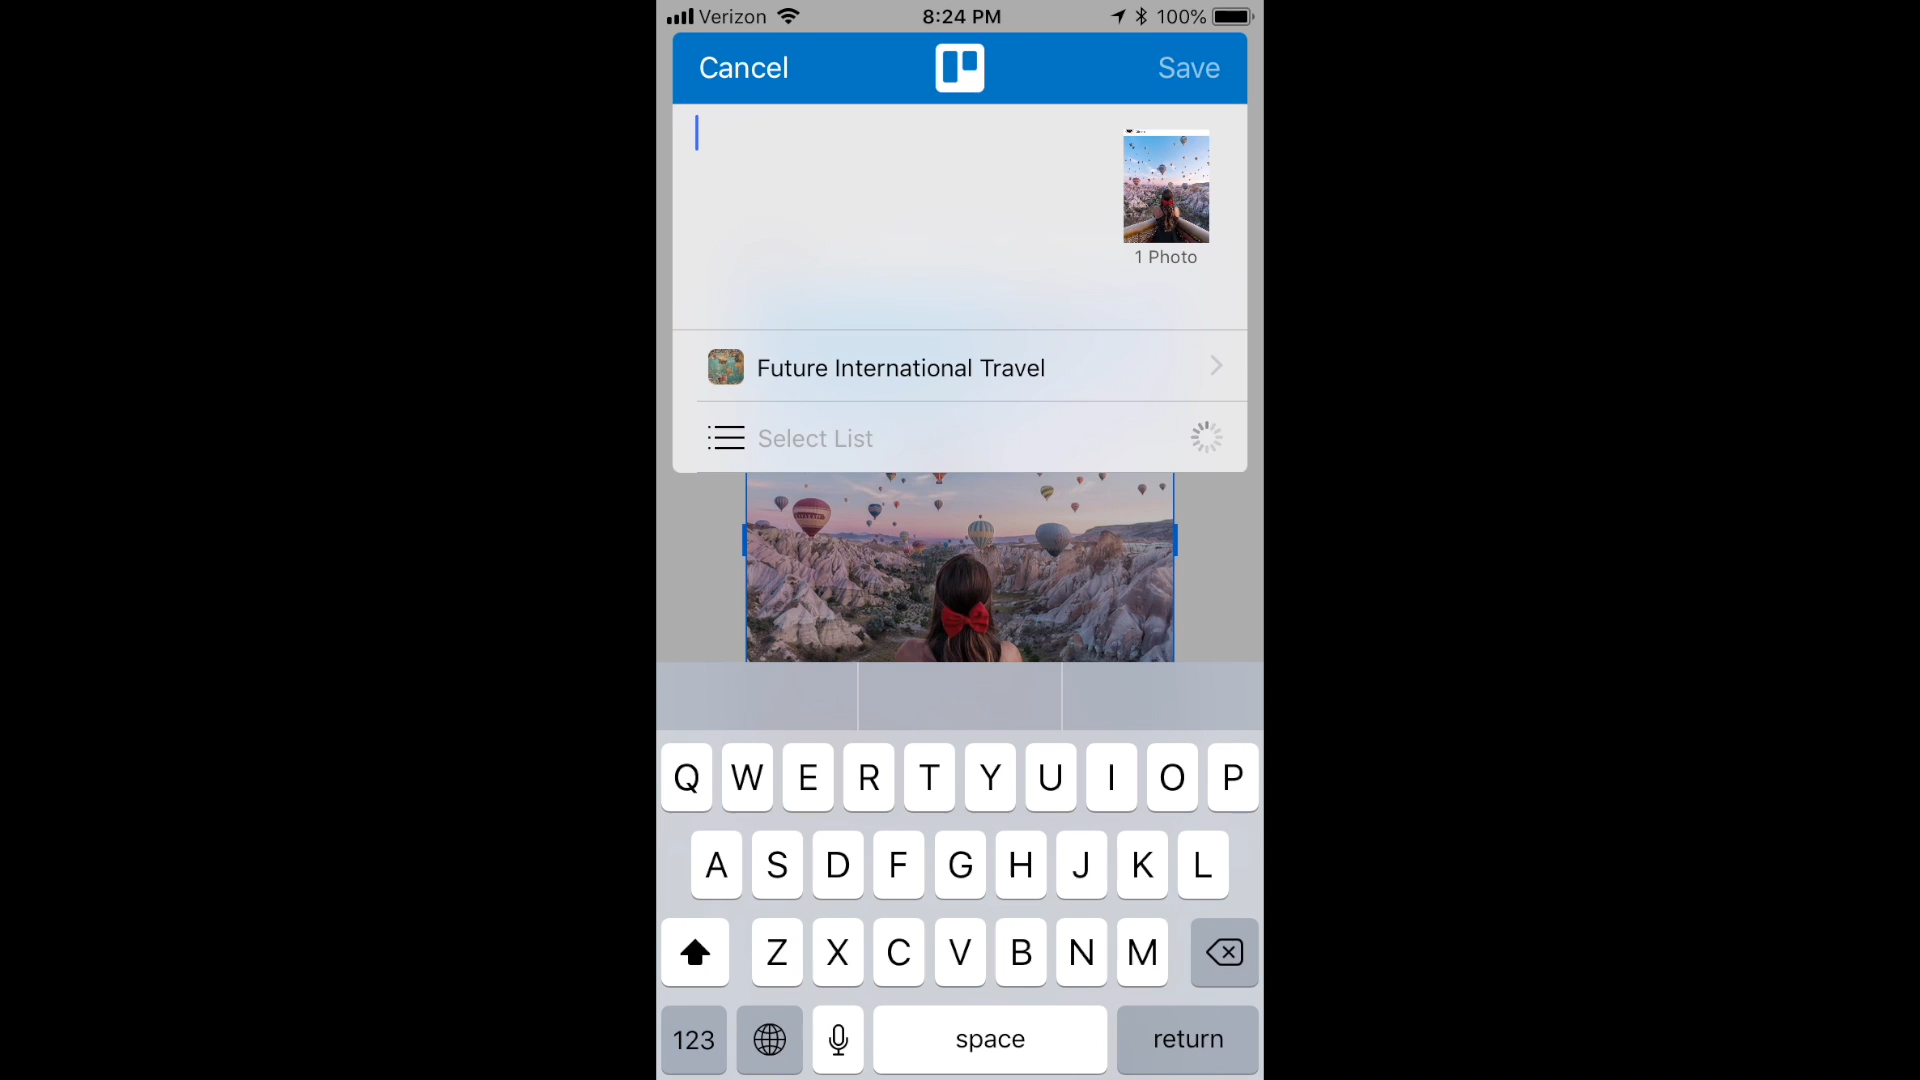 Verizon 8:24 PM 100%
Cancel Save
1 Photo
Future International Travel
Select List
Q W E R T Y U I O P
A S D F G H J K L
Z X C V B N M
123 space return